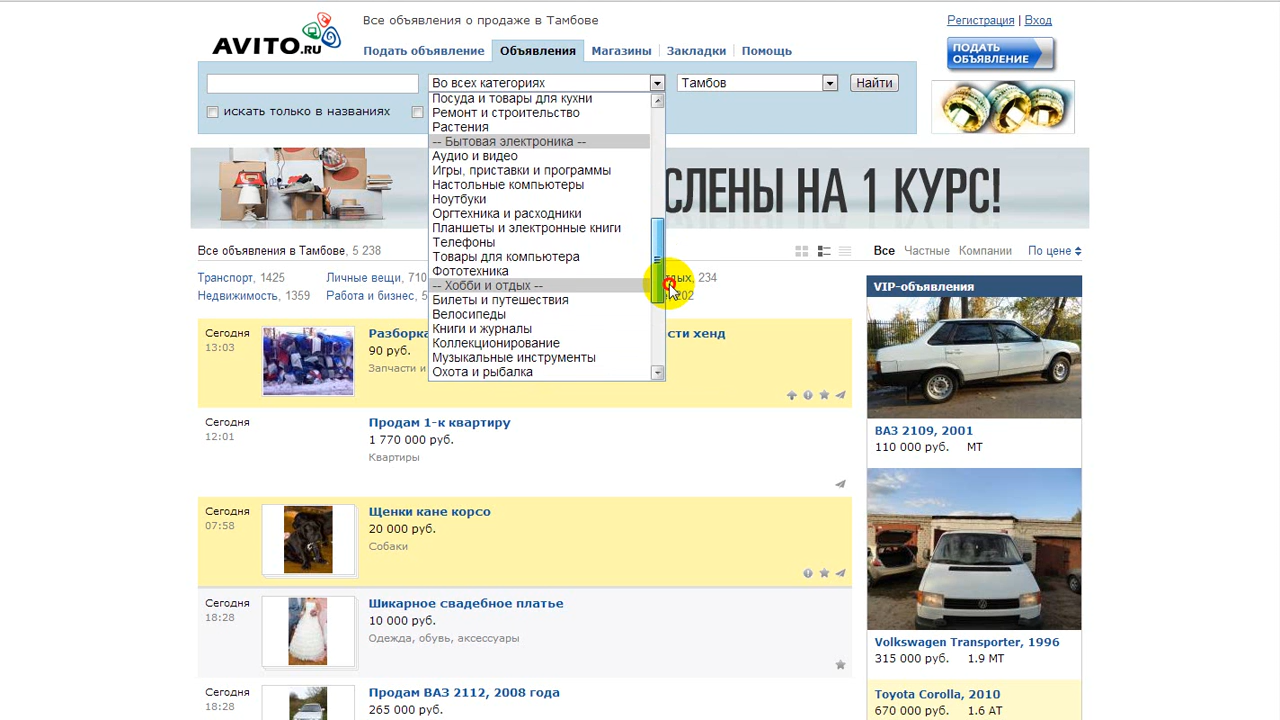 AVITO.RU
Все объявления о продаже в Тамбове
Регистрация | Вход
Подать объявление
Объявления
Магазины
Закладки
Помощь
ПОДАТЬ ОБЪЯВЛЕНИЕ
Во всех категориях
Тамбов
Найти
искать только в названиях
Посуда и товары для кухни
Ремонт и строительство
Растения
-- Бытовая электроника --
Аудио и видео
Игры, приставки и программы
Настольные компьютеры
Ноутбуки
Оргтехника и расходники
Планшеты и электронные книги
Телефоны
Товары для компьютера
Фототехника
-- Хобби и отдых --
Билеты и путешествия
Велосипеды
Книги и журналы
Коллекционирование
Музыкальные инструменты
Охота и рыбалка
СЛЕНЫ НА 1 КУРС!
Все объявления в Тамбове, 5 238
Все
Частные
Компании
По цене
Транспорт, 1425
Личные вещи, 710
тдых, 234
Недвижимость, 1359
Работа и бизнес, 5
202
Сегодня
13:03
Разборка
сти хенд
90 руб.
Запчасти и
Сегодня
12:01
Продам 1-к квартиру
1 770 000 руб.
Квартиры
Сегодня
07:58
Щенки кане корсо
20 000 руб.
Собаки
Сегодня
18:28
Шикарное свадебное платье
10 000 руб.
Одежда, обувь, аксессуары
Сегодня
18:28
Продам ВАЗ 2112, 2008 года
265 000 руб.
VIP-объявления
ВАЗ 2109, 2001
110 000 руб. МТ
Volkswagen Transporter, 1996
315 000 руб. 1.9 МТ
Toyota Corolla, 2010
670 000 руб. 1.6 АТ